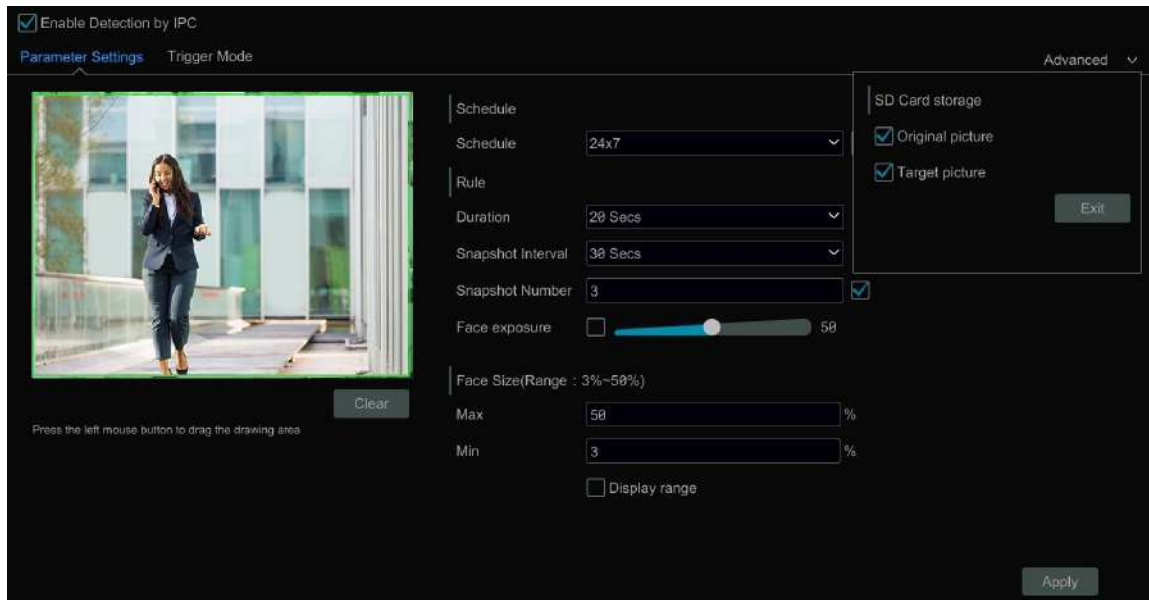 Enable Detection by IPC
Parameter Settings Trigger Mode Advanced
SD Card storage
Original picture
Target picture
Exit
Schedule
Schedule 24x7
Rule
Duration 20 Secs
Snapshot Interval 30 Secs
Snapshot Number 3
Face exposure 50
Face Size(Range : 3%~50%)
Max 50 %
Min 3 %
Display range
Clear
Press the left mouse button to drag the drawing area
Apply